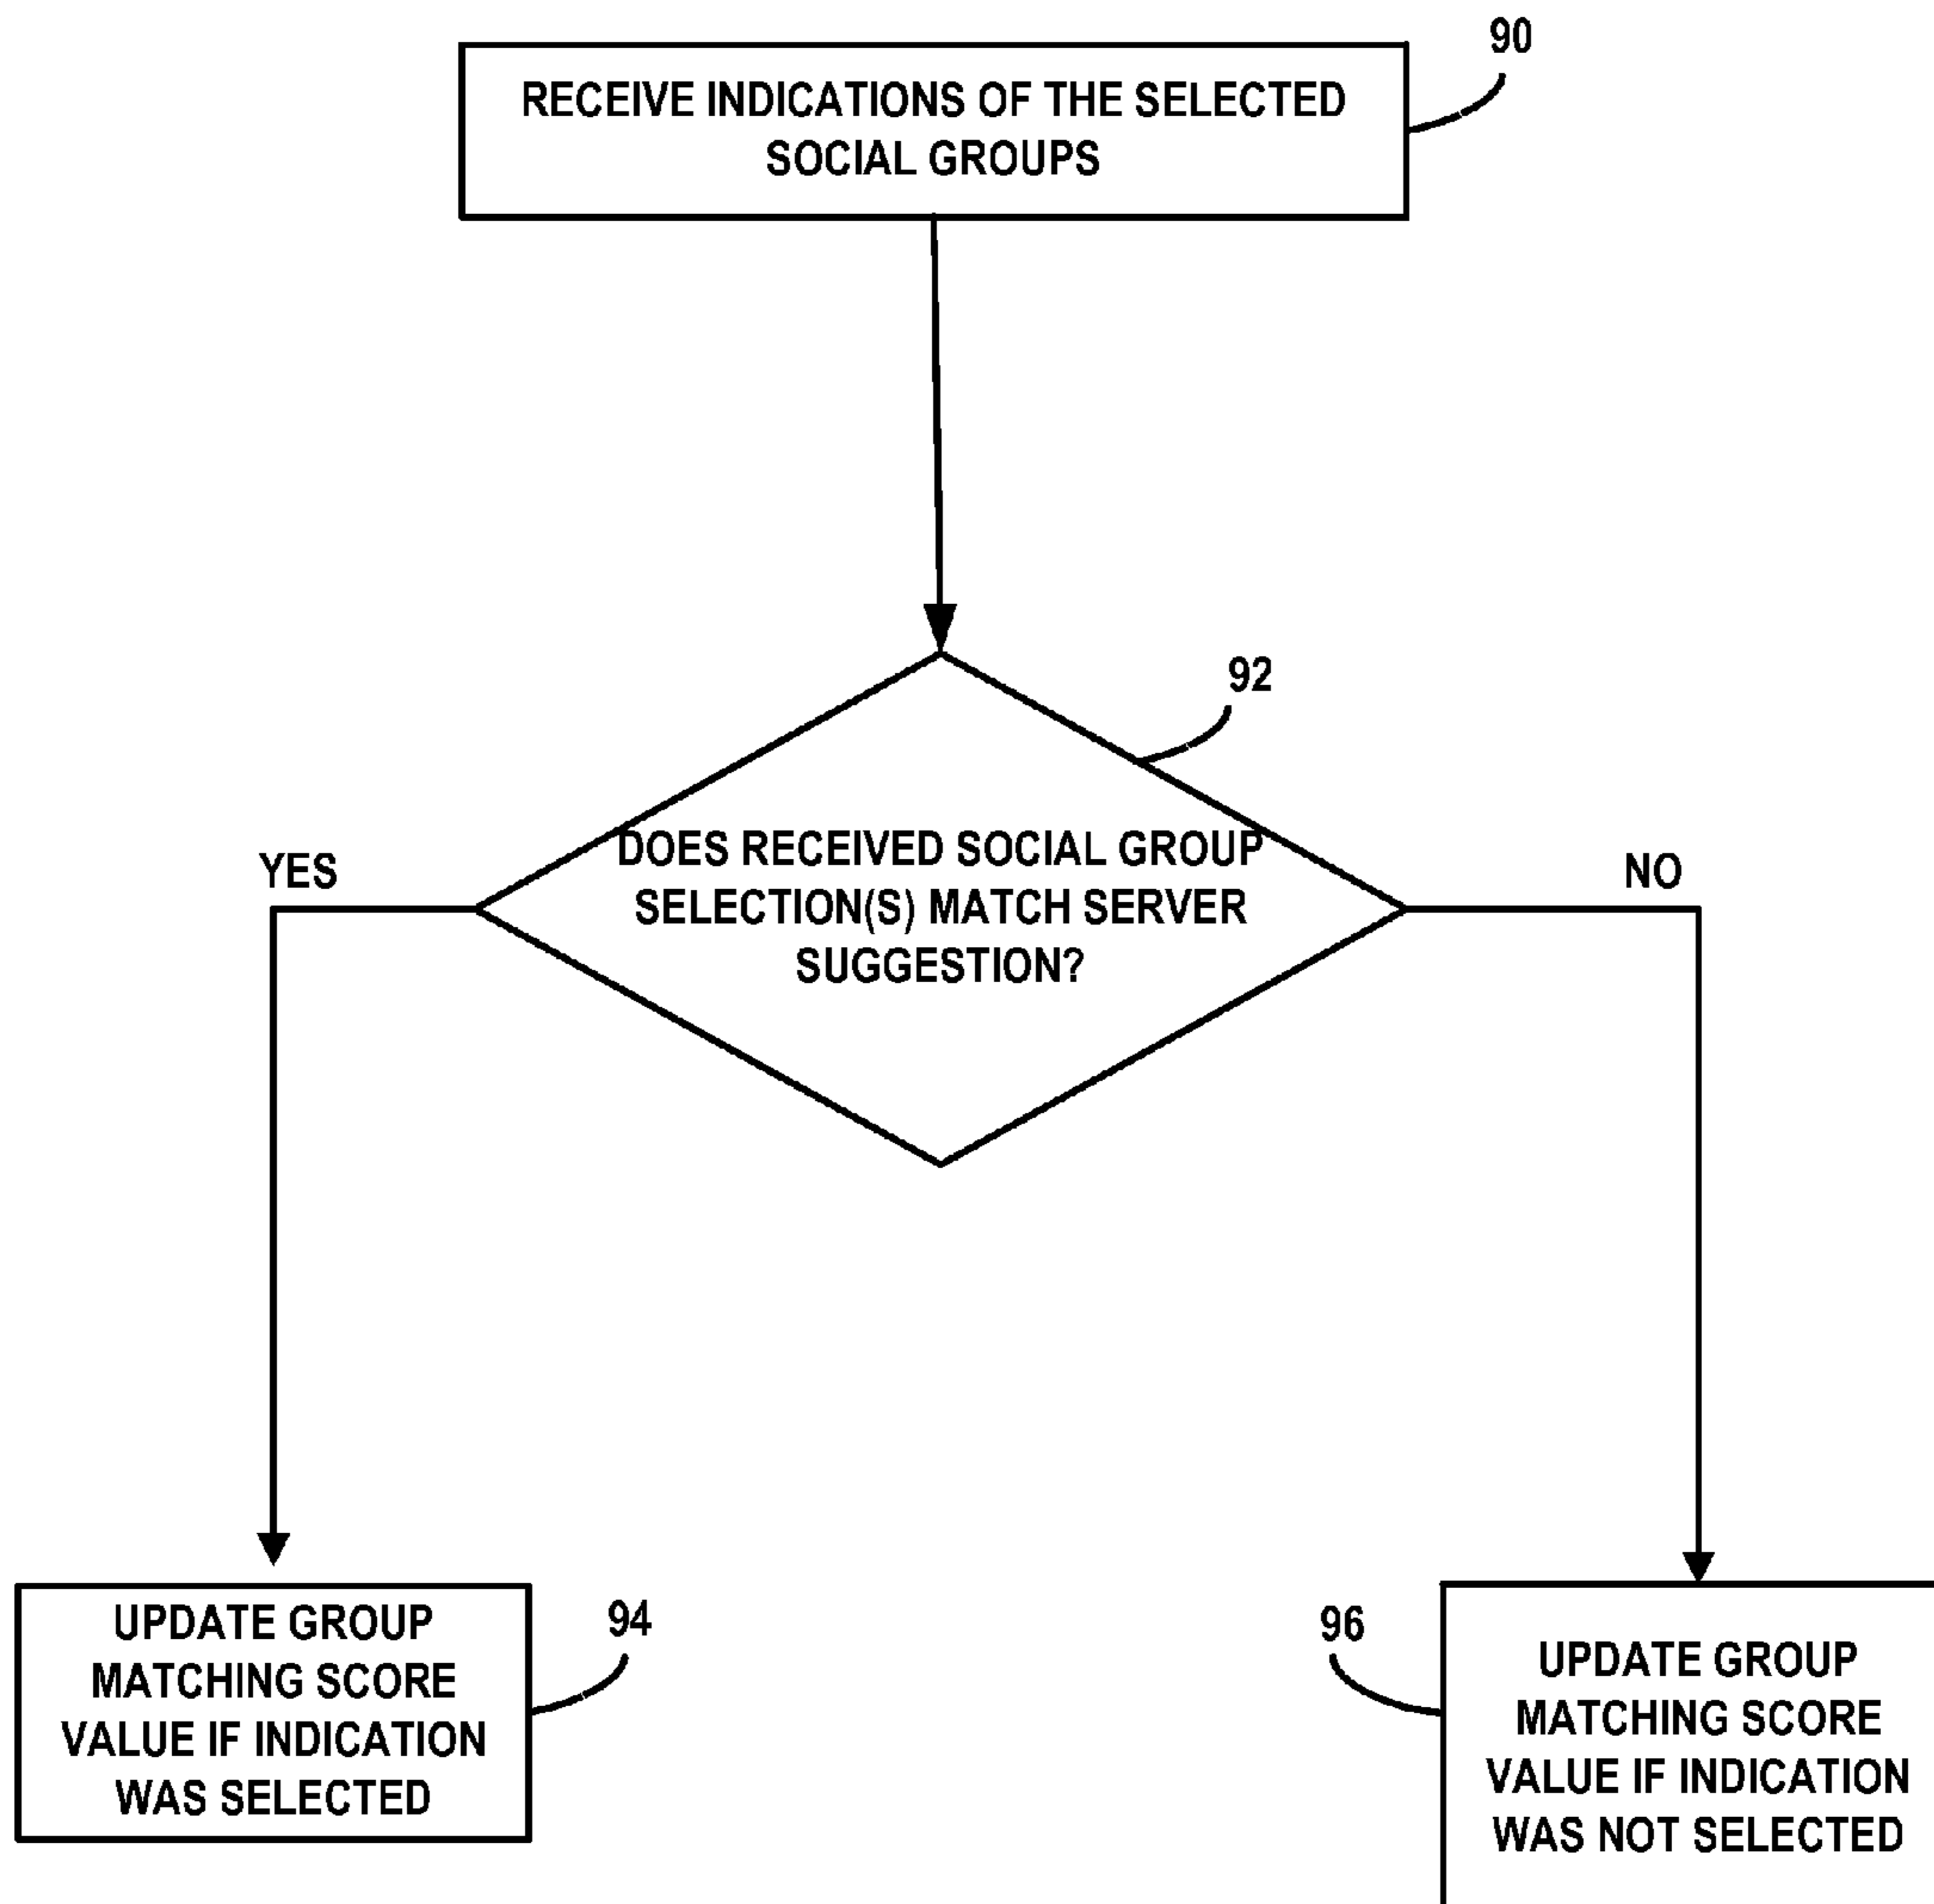 90
RECEIVE INDICATIONS OF THE SELECTED
SOCIAL GROUPS
92
DOES RECEIVED SOCIAL GROUP
SELECTION(S) MATCH SERVER
SUGGESTION?
YES
NO
UPDATE GROUP
MATCHING SCORE
VALUE IF INDICATION
WAS SELECTED
94
96
UPDATE GROUP
MATCHING SCORE
VALUE IF INDICATION
WAS NOT SELECTED